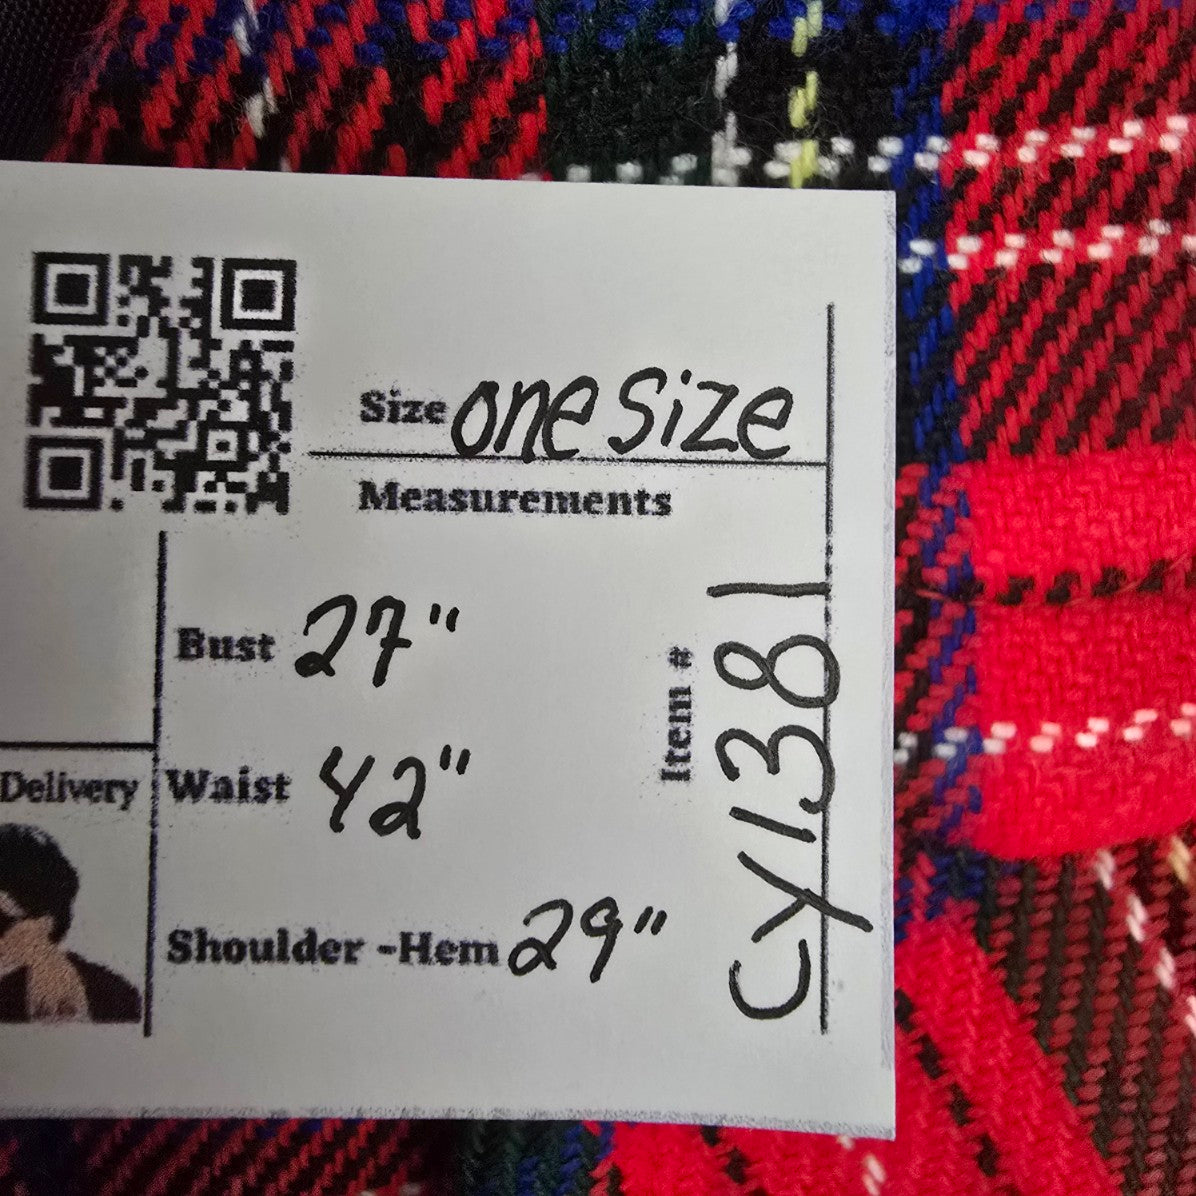 Size one size
Measurements
Bust 27"
Waist 42"
Shoulder -Hem 29"
Item #
CY1381
Delivery